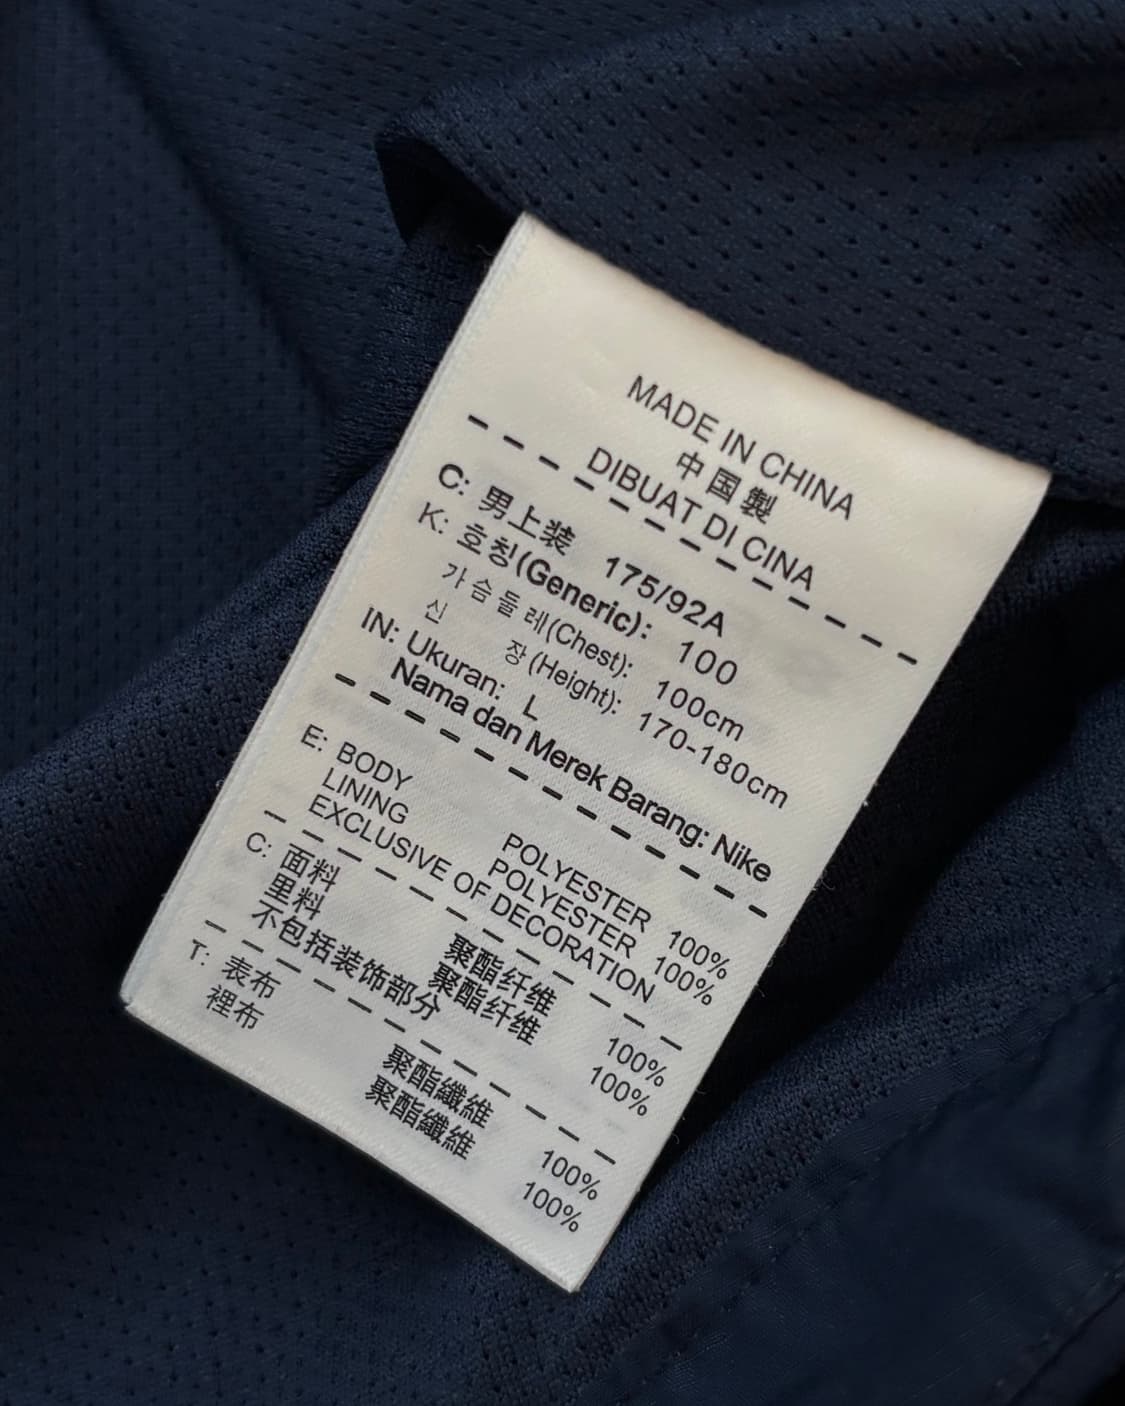 MADE IN CHINA
中国製
DIBUAT DI CINA
C: 男上装 175/92A
K: 호칭(Generic): 100
가슴둘레(Chest): 100cm
신 장(Height): 170-180cm
IN: Ukuran: L
Nama dan Merek Barang: Nike
E: BODY POLYESTER 100%
LINING POLYESTER 100%
EXCLUSIVE OF DECORATION
C: 面料 聚酯纤维 100%
里料 聚酯纤维 100%
不包括装饰部分
T: 表布 聚酯纖維 100%
裡布 聚酯纖維 100%